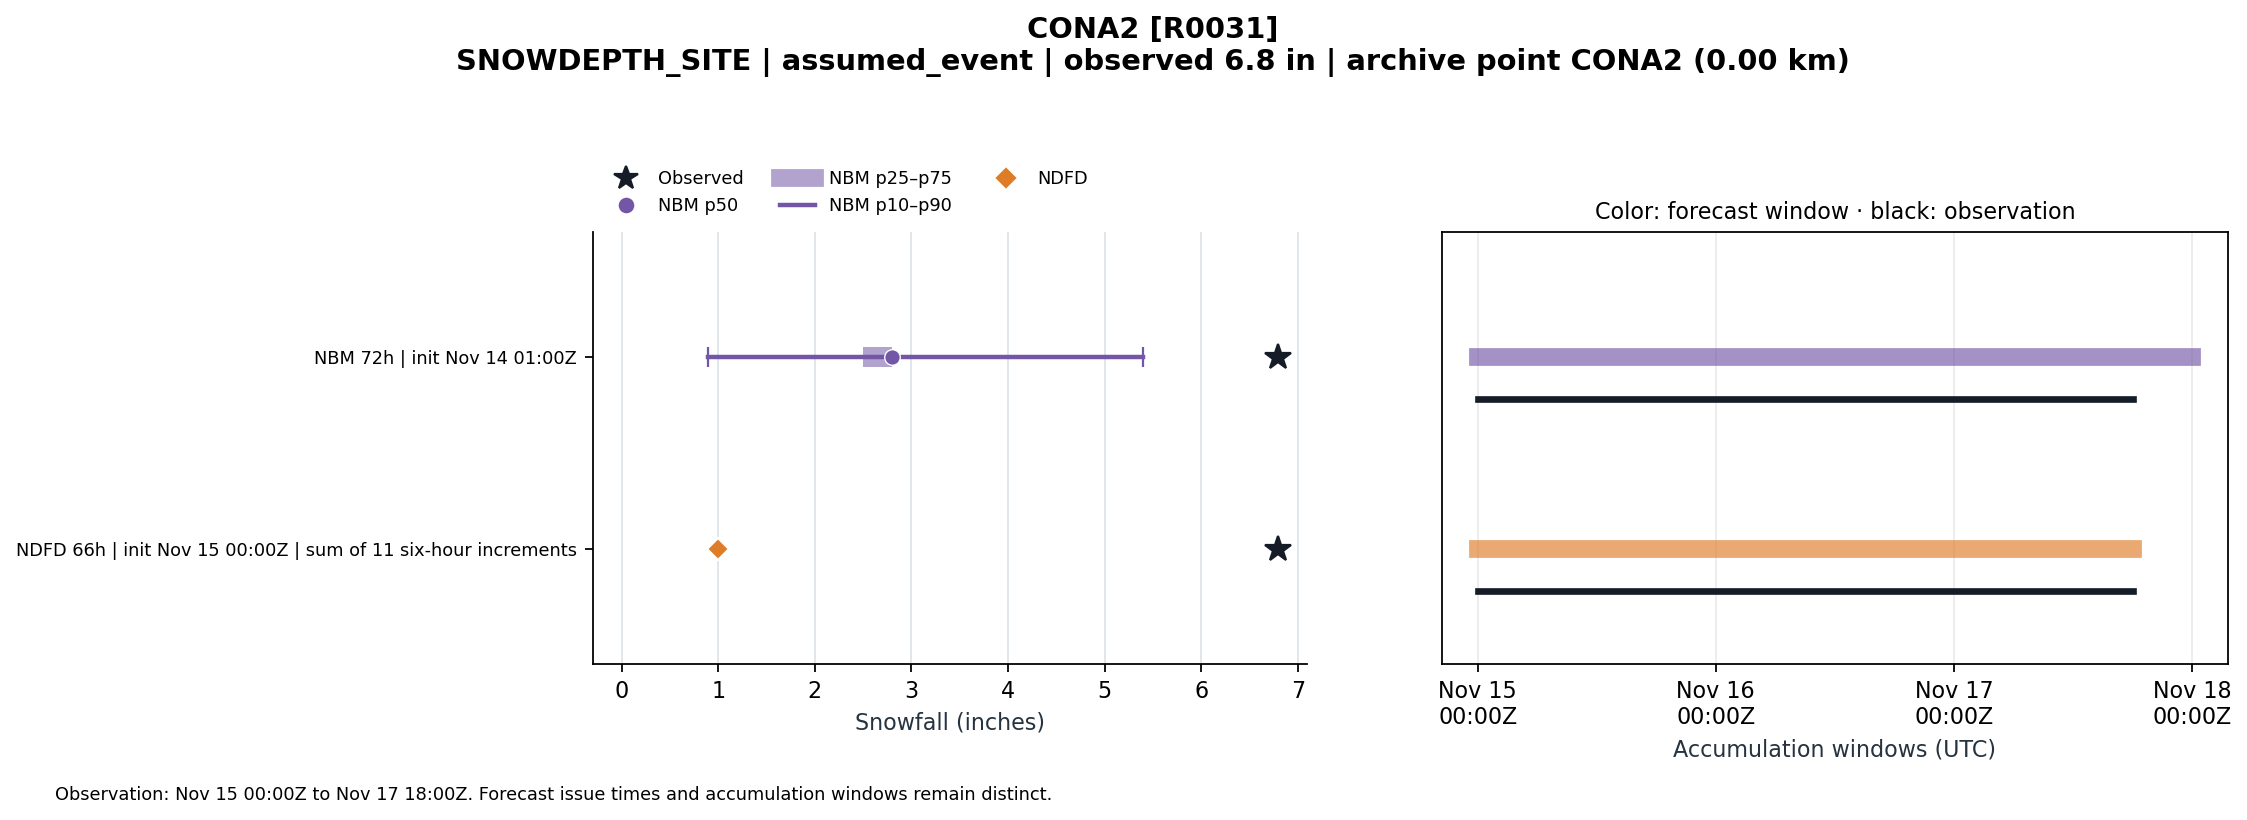 CONA2 [R0031]
SNOWDEPTH_SITE | assumed_event | observed 6.8 in | archive point CONA2 (0.00 km)
Observed
NBM p50
NBM p25–p75
NBM p10–p90
NDFD
Color: forecast window · black: observation
NBM 72h | init Nov 14 01:00Z
NDFD 66h | init Nov 15 00:00Z | sum of 11 six-hour increments
0 1 2 3 4 5 6 7
Snowfall (inches)
Nov 15 Nov 16 Nov 17 Nov 18
00:00Z 00:00Z 00:00Z 00:00Z
Accumulation windows (UTC)
Observation: Nov 15 00:00Z to Nov 17 18:00Z. Forecast issue times and accumulation windows remain distinct.